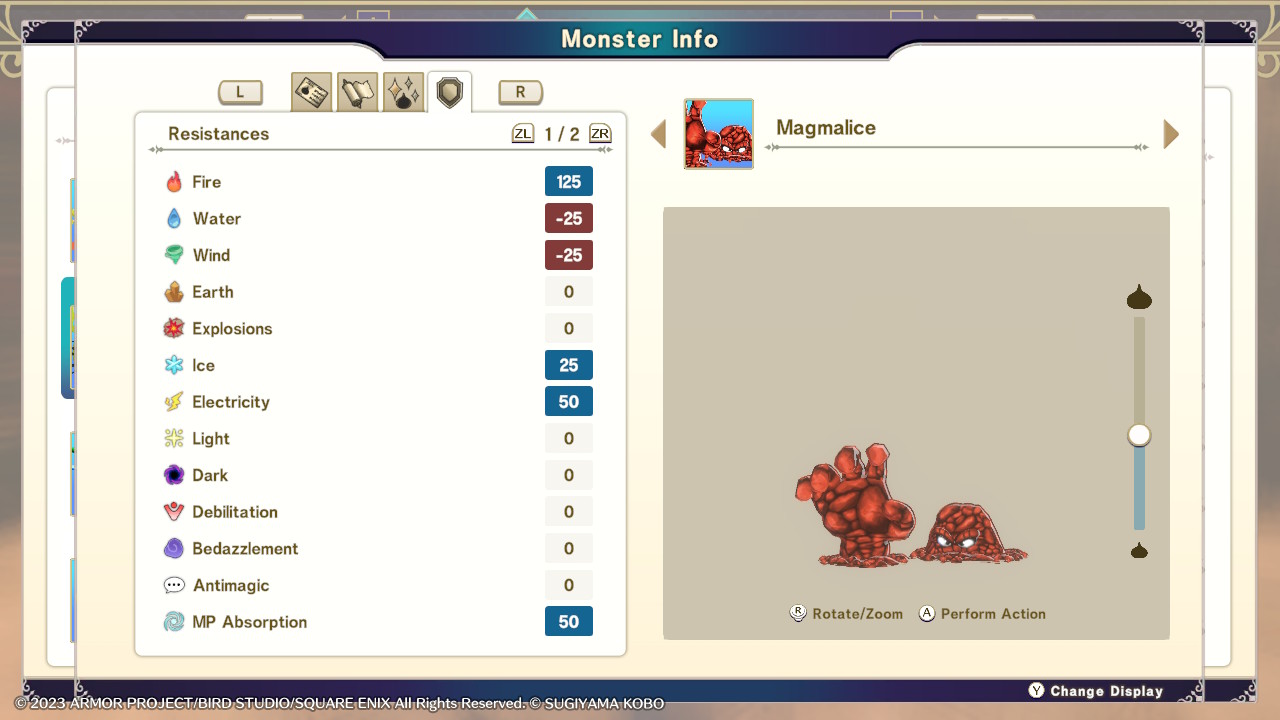 Monster Info
L
R
Resistances
ZL 1 / 2 ZR
Fire 125
Water -25
Wind -25
Earth 0
Explosions 0
Ice 25
Electricity 50
Light 0
Dark 0
Debilitation 0
Bedazzlement 0
Antimagic 0
MP Absorption 50
Magmalice
R Rotate/Zoom A Perform Action
Y Change Display
© 2023 ARMOR PROJECT/BIRD STUDIO/SQUARE ENIX All Rights Reserved. © SUGIYAMA KOBO